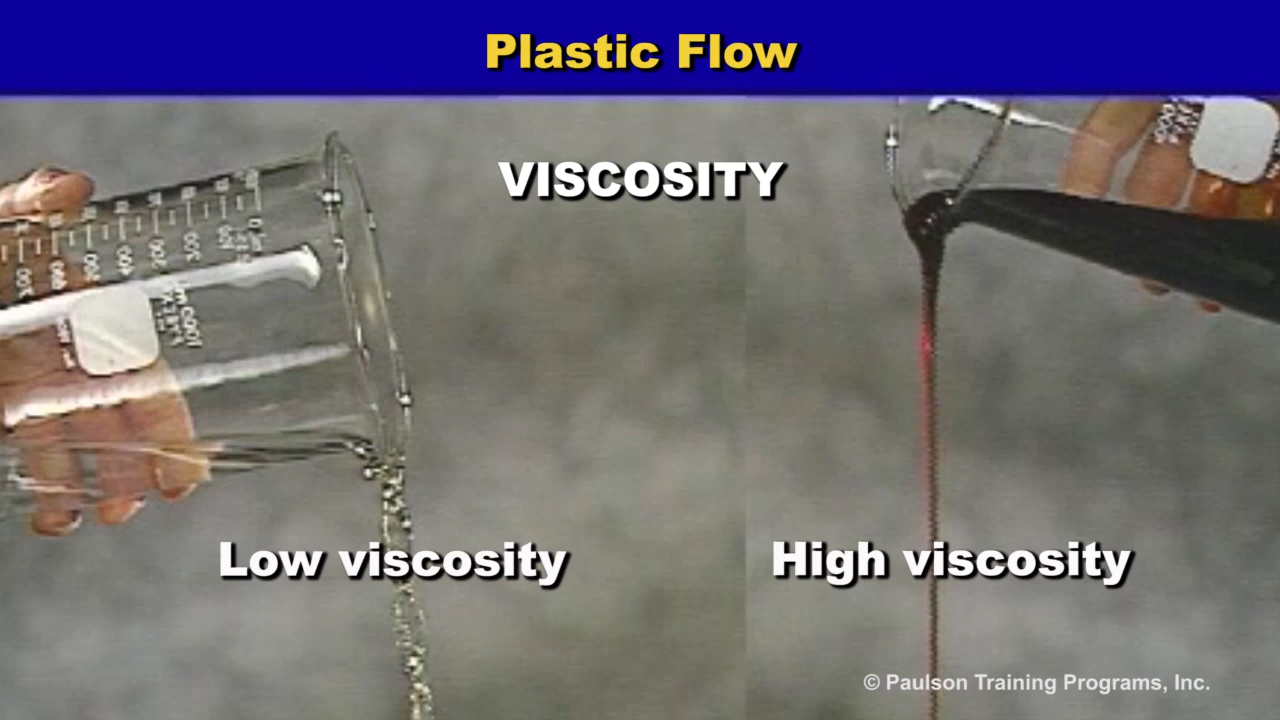 Plastic Flow
VISCOSITY
Low viscosity
High viscosity
© Paulson Training Programs, Inc.